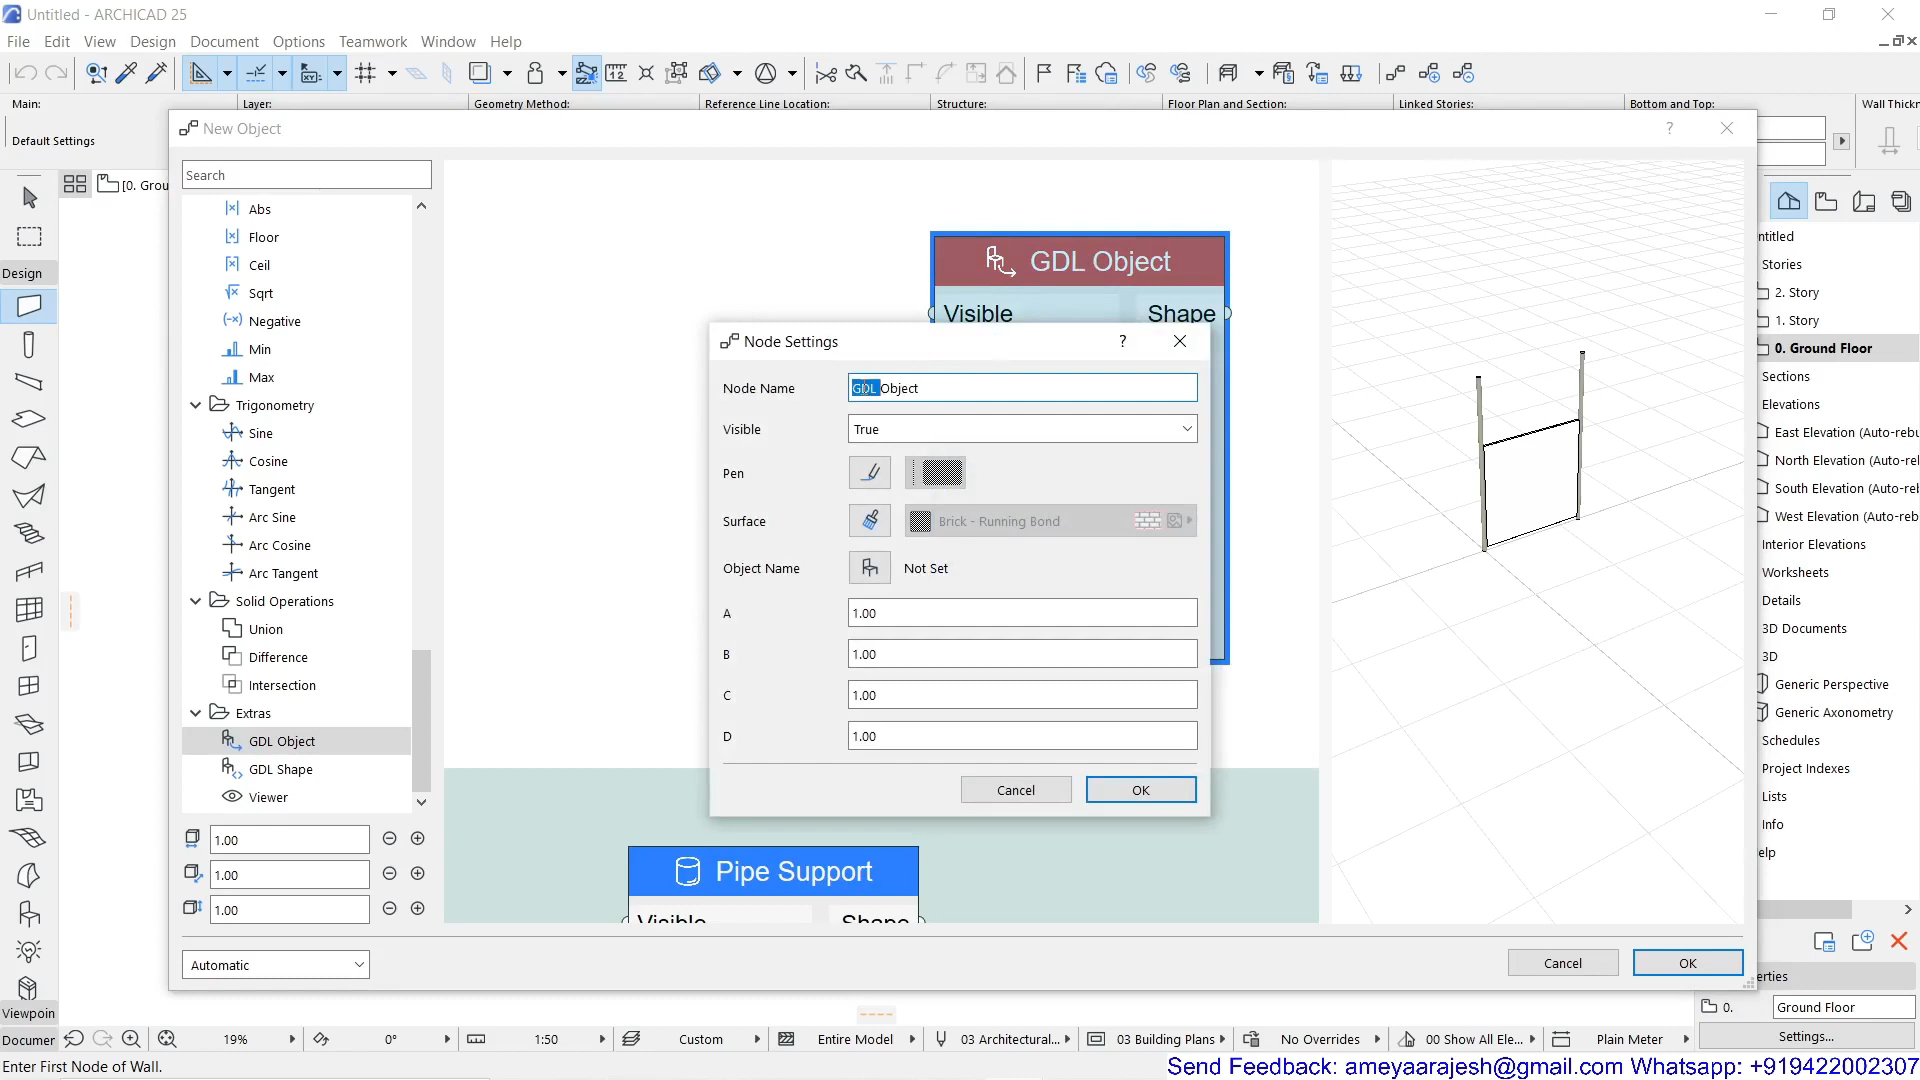 Untitled - ARCHICAD 25
File Edit View Design Document Options Teamwork Window Help
Main: Layer: Geometry Method: Reference Line Location: Structure: Floor Plan and Section: Linked Stories: Bottom and Top: Wall Thickn
Default Settings
New Object
?
[0. Grou
Search
Abs
Floor
Ceil
Sqrt
Negative
Min
Max
Trigonometry
Sine
Cosine
Tangent
Arc Sine
Arc Cosine
Arc Tangent
Solid Operations
Union
Difference
Intersection
Extras
GDL Object
GDL Shape
Viewer
1.00
1.00
1.00
Automatic
Design
Viewpoin
Documer
GDL Object
Visible Shape
Node Settings
?
Node Name GDL Object
Visible True
Pen
Surface Brick - Running Bond
Object Name Not Set
A 1.00
B 1.00
C 1.00
D 1.00
Cancel OK
Pipe Support
Visible Shape
Cancel OK
ntitled
Stories
2. Story
1. Story
0. Ground Floor
Sections
Elevations
East Elevation (Auto-rebu
North Elevation (Auto-rel
South Elevation (Auto-reb
West Elevation (Auto-reb
Interior Elevations
Worksheets
Details
3D Documents
3D
Generic Perspective
Generic Axonometry
Schedules
Project Indexes
Lists
Info
elp
erties
0. Ground Floor
Settings...
19% 0° 1:50 Custom Entire Model 03 Architectural... 03 Building Plans No Overrides 00 Show All Ele... Plain Meter
Enter First Node of Wall.
Send Feedback: ameyaarajesh@gmail.com Whatsapp: +919422002307